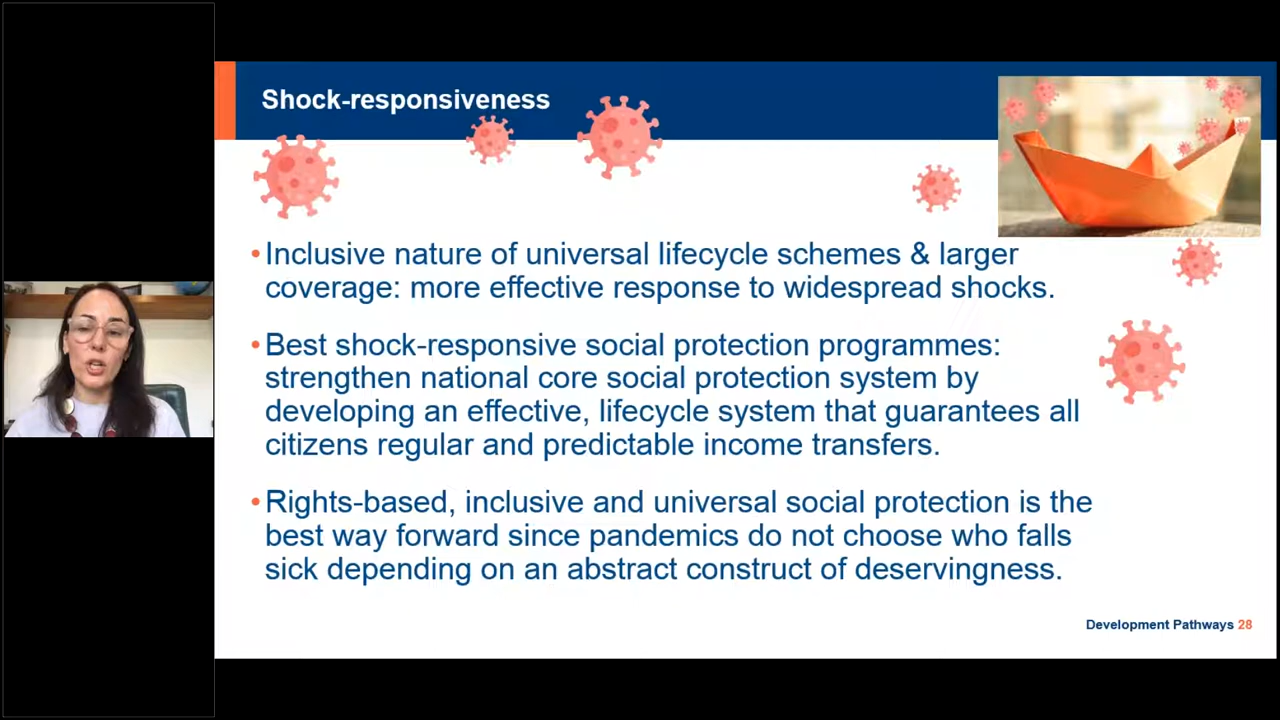 Shock-responsiveness
•Inclusive nature of universal lifecycle schemes & larger
coverage: more effective response to widespread shocks.
•Best shock-responsive social protection programmes:
strengthen national core social protection system by
developing an effective, lifecycle system that guarantees all
citizens regular and predictable income transfers.
•Rights-based, inclusive and universal social protection is the
best way forward since pandemics do not choose who falls
sick depending on an abstract construct of deservingness.
Development Pathways 28